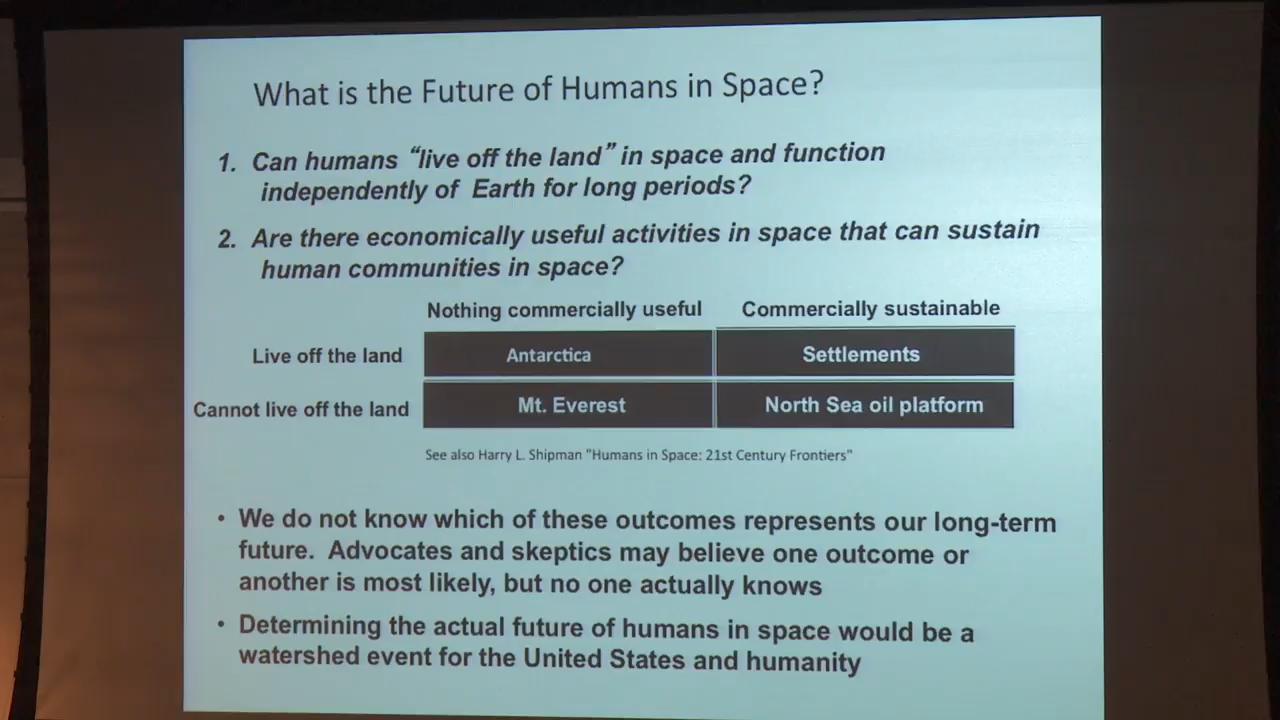 What is the Future of Humans in Space?
1. Can humans “live off the land” in space and function
independently of Earth for long periods?
2. Are there economically useful activities in space that can sustain
human communities in space?
Nothing commercially useful Commercially sustainable
Live off the land Antarctica Settlements
Cannot live off the land Mt. Everest North Sea oil platform
See also Harry L. Shipman "Humans in Space: 21st Century Frontiers"
• We do not know which of these outcomes represents our long-term
future. Advocates and skeptics may believe one outcome or
another is most likely, but no one actually knows
• Determining the actual future of humans in space would be a
watershed event for the United States and humanity